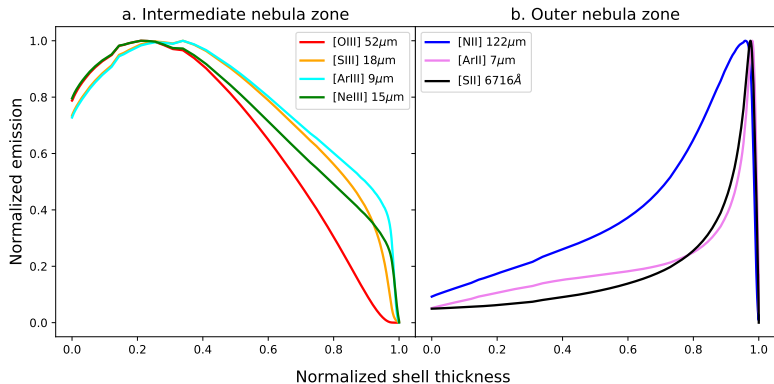 a. Intermediate nebula zone
b. Outer nebula zone
Normalized emission
1.0
0.8
0.6
0.4
0.2
0.0
[OIII] 52μm
[SIII] 18μm
[ArIII] 9μm
[NeIII] 15μm
[NII] 122μm
[ArII] 7μm
[SII] 6716Å
0.0 0.2 0.4 0.6 0.8 1.0
0.0 0.2 0.4 0.6 0.8 1.0
Normalized shell thickness